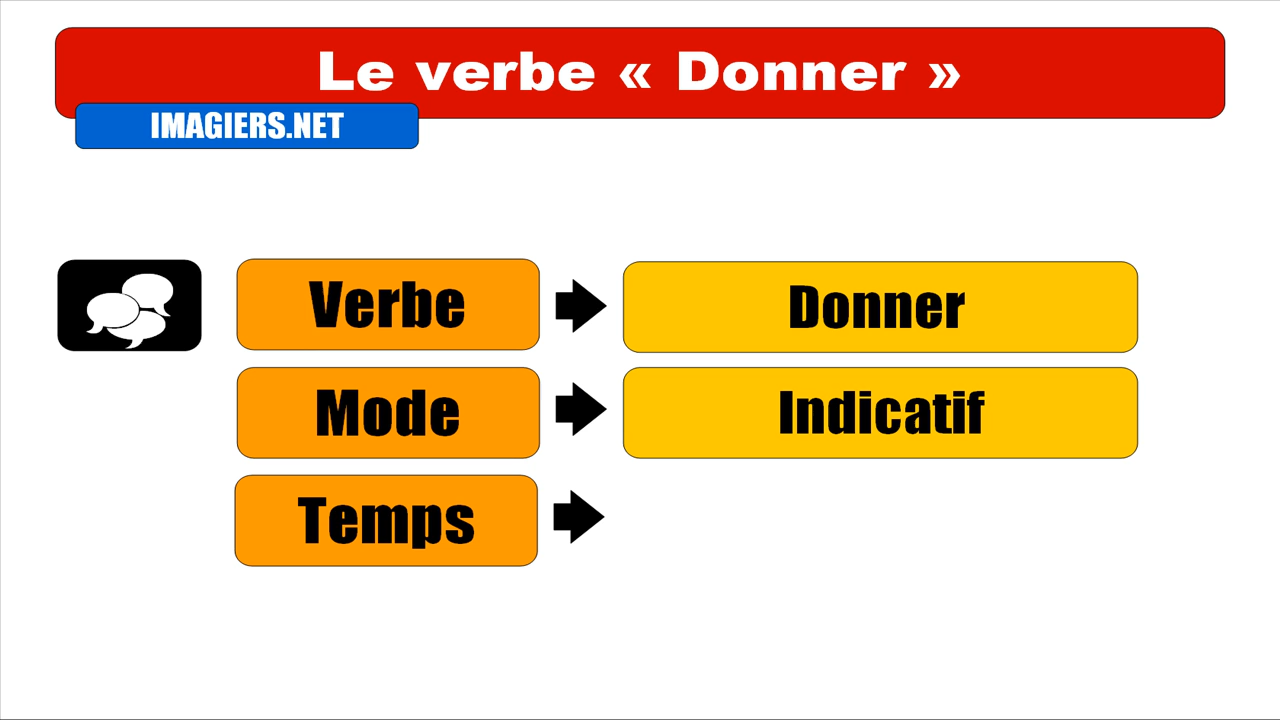 Le verbe « Donner »
IMAGIERS.NET
Verbe
Donner
Mode
Indicatif
Temps